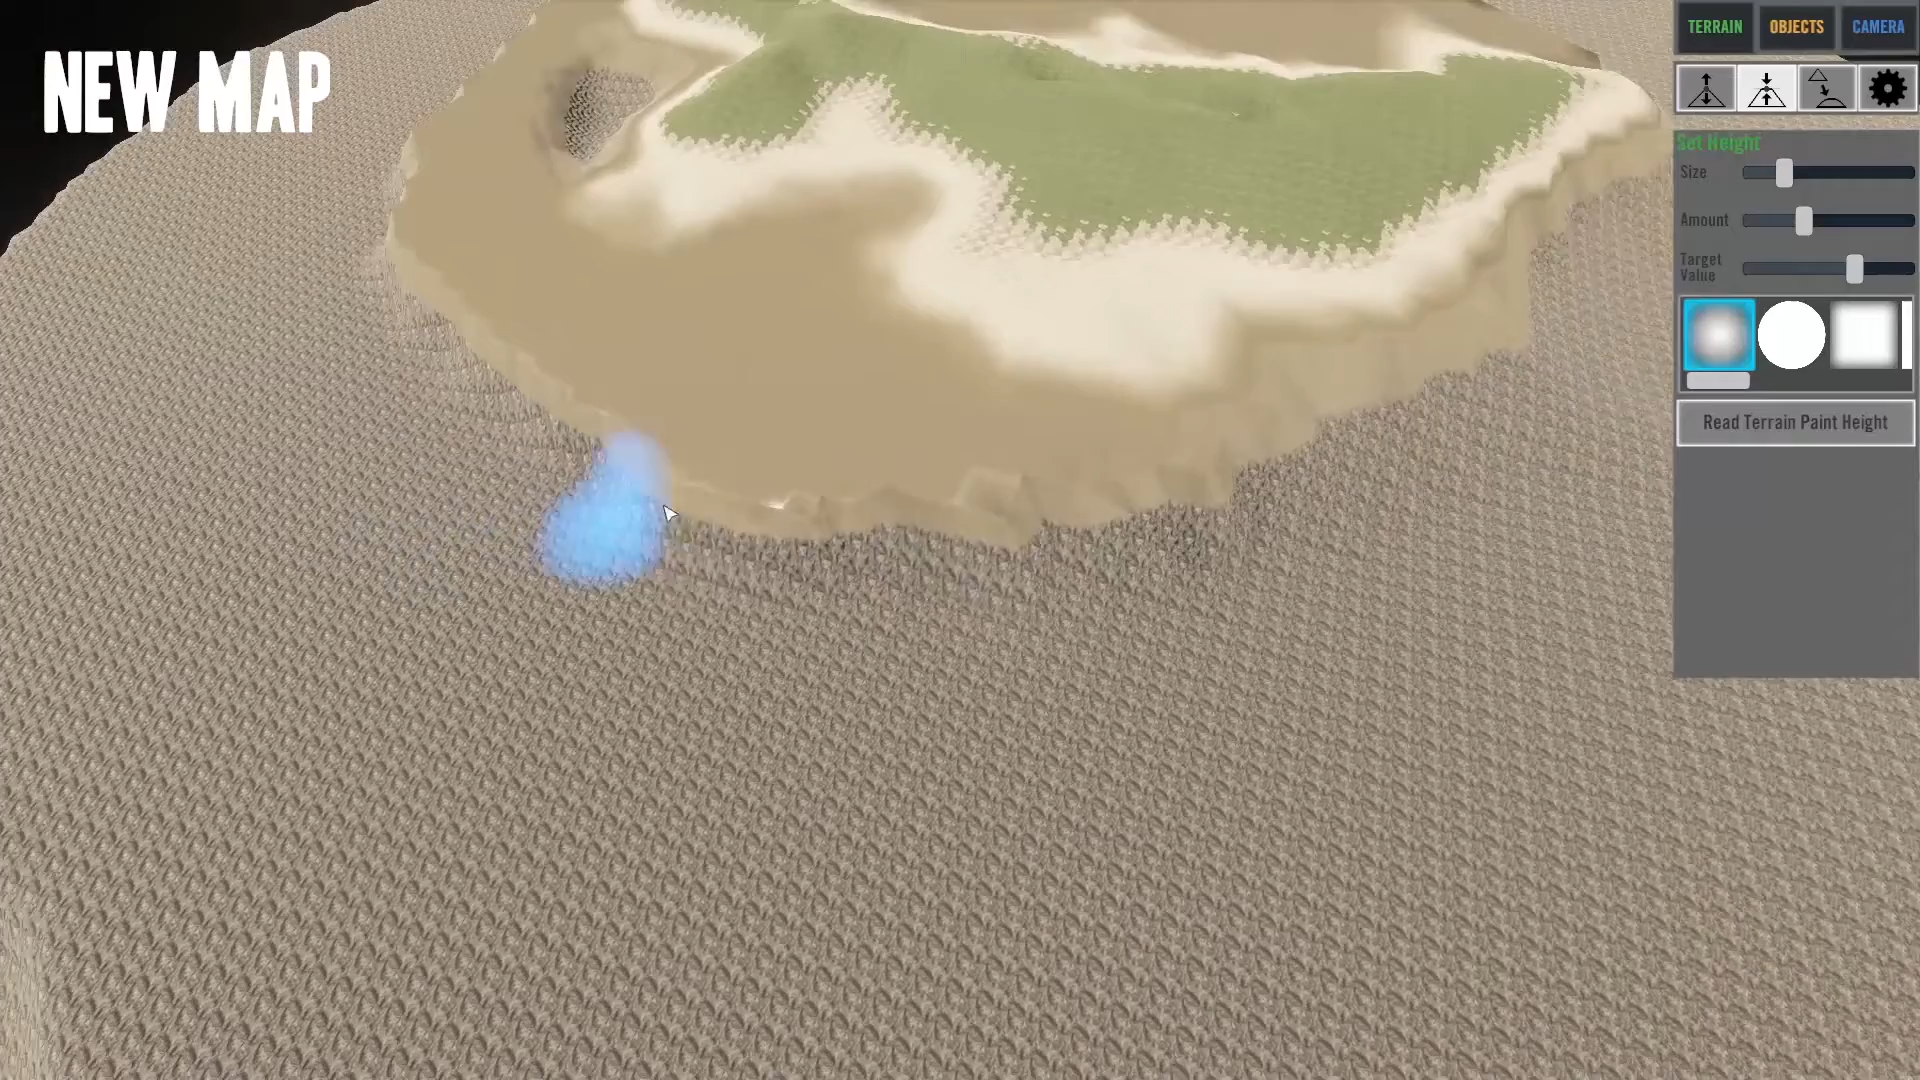 NEW MAP
TERRAIN OBJECTS CAMERA
Set Height
Size
Amount
Target
Value
Read Terrain Paint Height